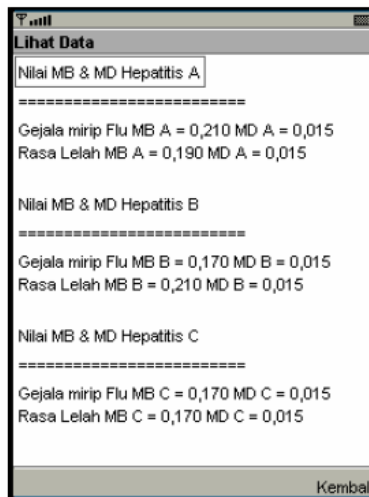 Lihat Data
Nilai MB & MD Hepatitis A
=========================
Gejala mirip Flu MB A = 0,210 MD A = 0,015
Rasa Lelah MB A = 0,190 MD A = 0,015
Nilai MB & MD Hepatitis B
=========================
Gejala mirip Flu MB B = 0,170 MD B = 0,015
Rasa Lelah MB B = 0,210 MD B = 0,015
Nilai MB & MD Hepatitis C
=========================
Gejala mirip Flu MB C = 0,170 MD C = 0,015
Rasa Lelah MB C = 0,170 MD C = 0,015
Kembal